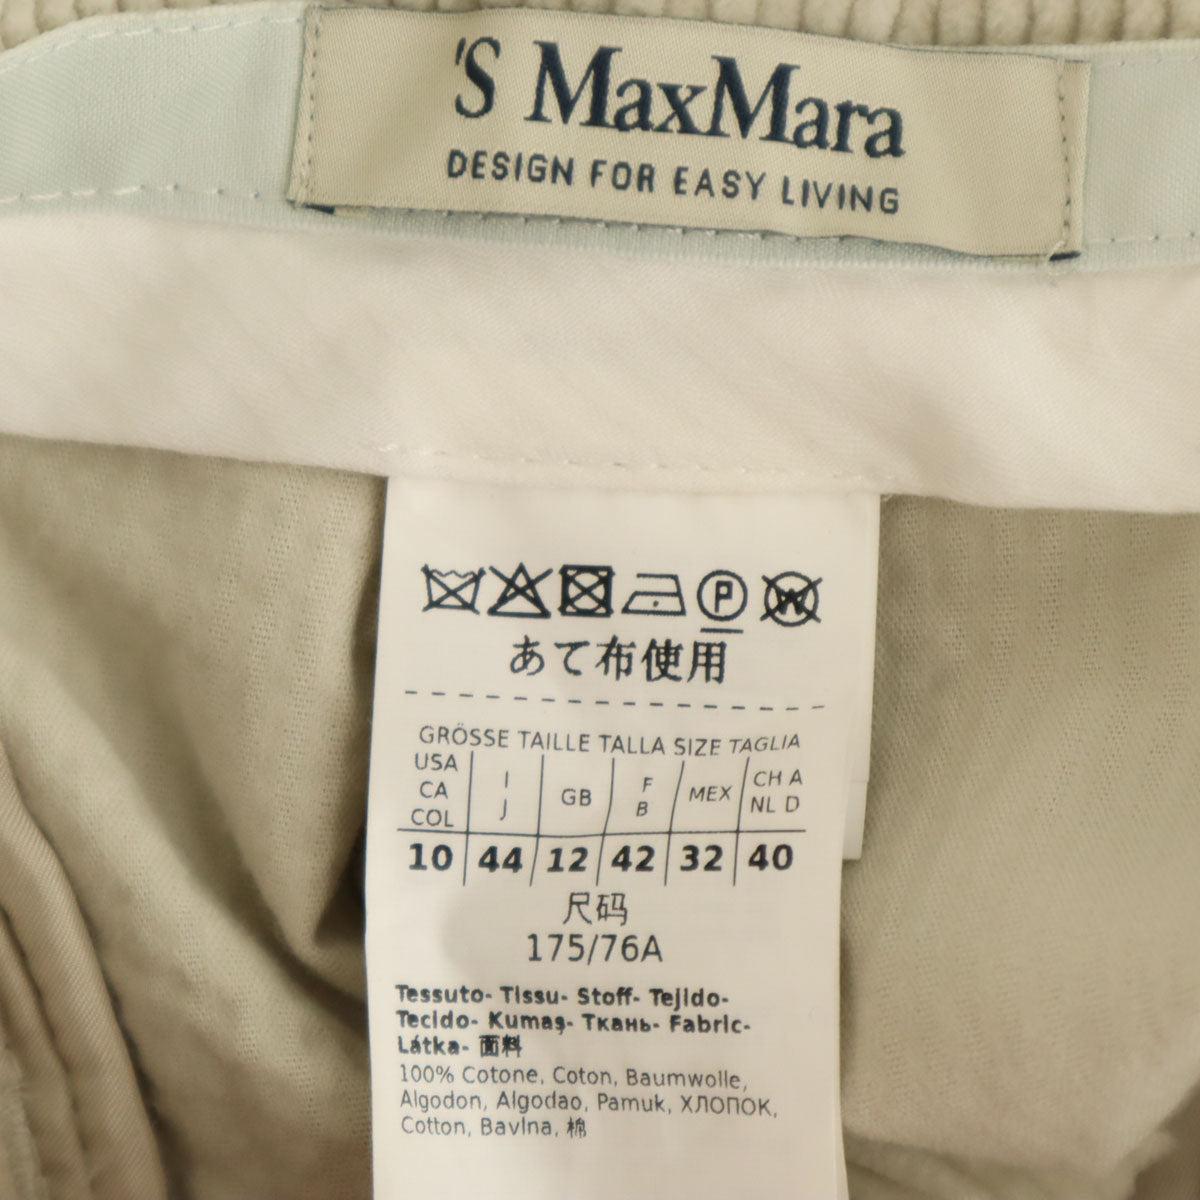 'S MaxMara
DESIGN FOR EASY LIVING
P W
あて布使用
GRÖSSE TAILLE TALLA SIZE TAGLIA
USA CA COL I J GB F B MEX CH A NL D
10 44 12 42 32 40
尺码
175/76A
Tessuto- Tissu- Stoff- Tejido-
Tecido- Kumaş- Ткань- Fabric-
Látka- 面料
100% Cotone, Coton, Baumwolle,
Algodon, Algodao, Pamuk, ХЛОПОК,
Cotton, Bavlna, 棉